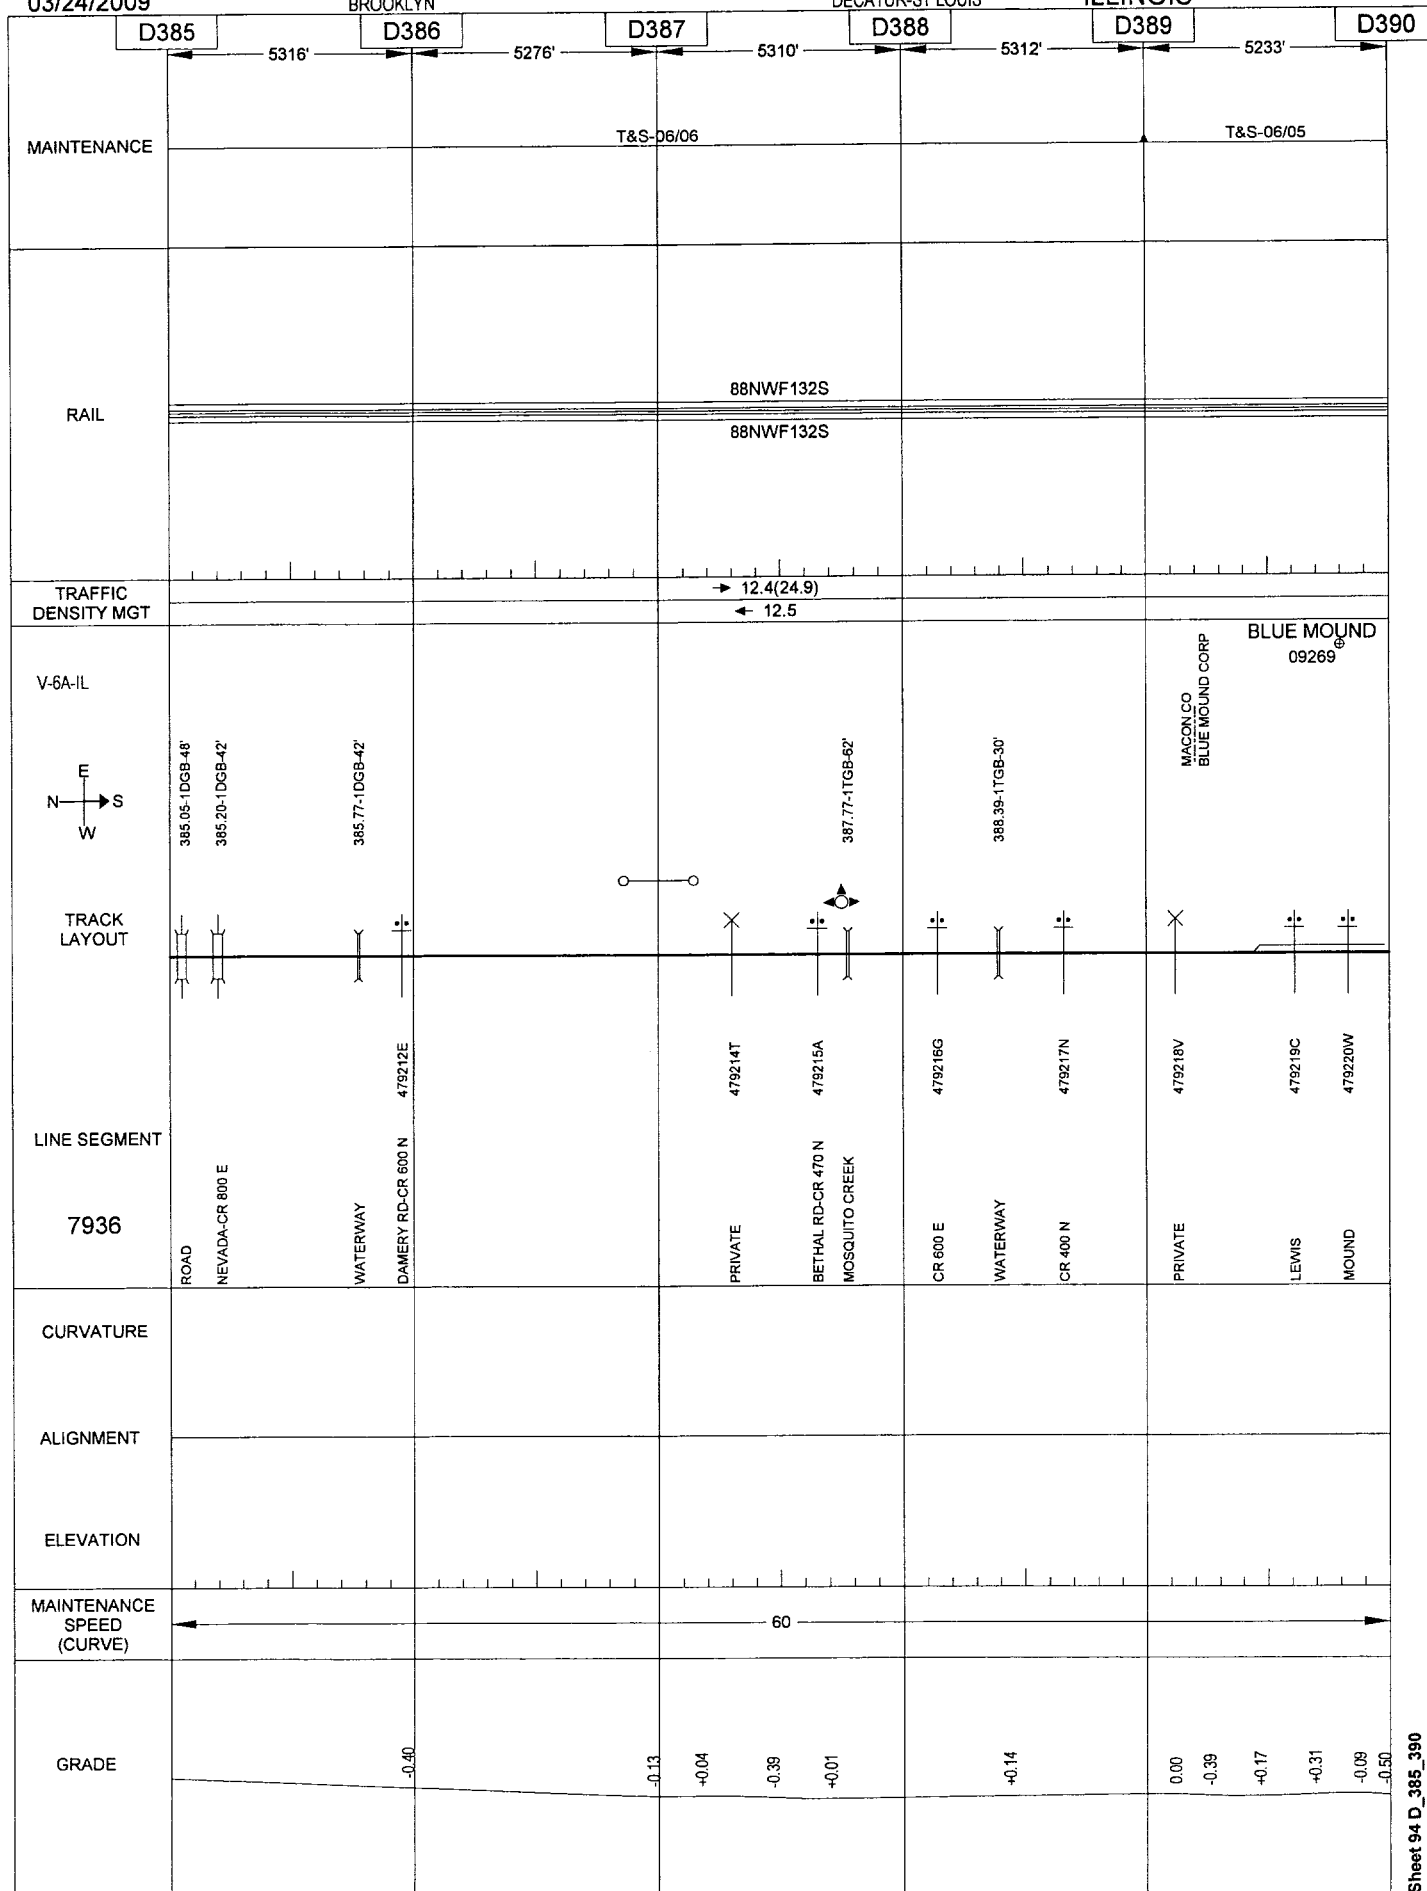 03/24/2009 BROOKLYN DECATUR-ST LOUIS ILLINOIS
D385 D386 D387 D388 D389 D390
5316' 5276' 5310' 5312' 5233'
MAINTENANCE
T&S-06/06 T&S-06/05
RAIL
88NWF132S
88NWF132S
TRAFFIC
DENSITY MGT
12.4(24.9)
12.5
V-6A-IL
BLUE MOUND
09269
MACON CO
BLUE MOUND CORP
E
N S
W
385.05-1DGB-48'
385.20-1DGB-42'
385.77-1DGB-42'
387.77-1TGB-62'
388.39-1TGB-30'
TRACK
LAYOUT
479212E
479214T
479215A
479216G
479217N
479218V
479219C
479220W
LINE SEGMENT
7936
ROAD
NEVADA-CR 800 E
WATERWAY
DAMERY RD-CR 600 N
PRIVATE
BETHAL RD-CR 470 N
MOSQUITO CREEK
CR 600 E
WATERWAY
CR 400 N
PRIVATE
LEWIS
MOUND
CURVATURE
ALIGNMENT
ELEVATION
MAINTENANCE
SPEED
(CURVE)
60
GRADE
-0.40
-0.13
+0.04
-0.39
+0.01
+0.14
0.00
-0.39
+0.17
+0.31
-0.09
-0.50
Sheet 94 D_385_390